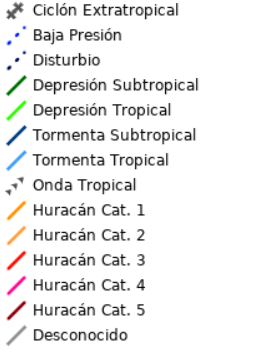 Ciclón Extratropical
Baja Presión
Disturbio
Depresión Subtropical
Depresión Tropical
Tormenta Subtropical
Tormenta Tropical
Onda Tropical
Huracán Cat. 1
Huracán Cat. 2
Huracán Cat. 3
Huracán Cat. 4
Huracán Cat. 5
Desconocido